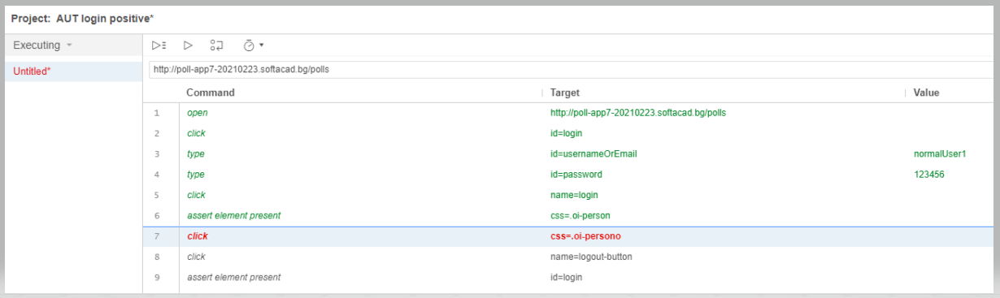 Project: AUT login positive*
Executing
Untitled*
http://poll-app7-20210223.softacad.bg/polls
Command Target Value
1 open http://poll-app7-20210223.softacad.bg/polls
2 click id=login
3 type id=usernameOrEmail normalUser1
4 type id=password 123456
5 click name=login
6 assert element present css=.oi-person
7 click css=.oi-persono
8 click name=logout-button
9 assert element present id=login